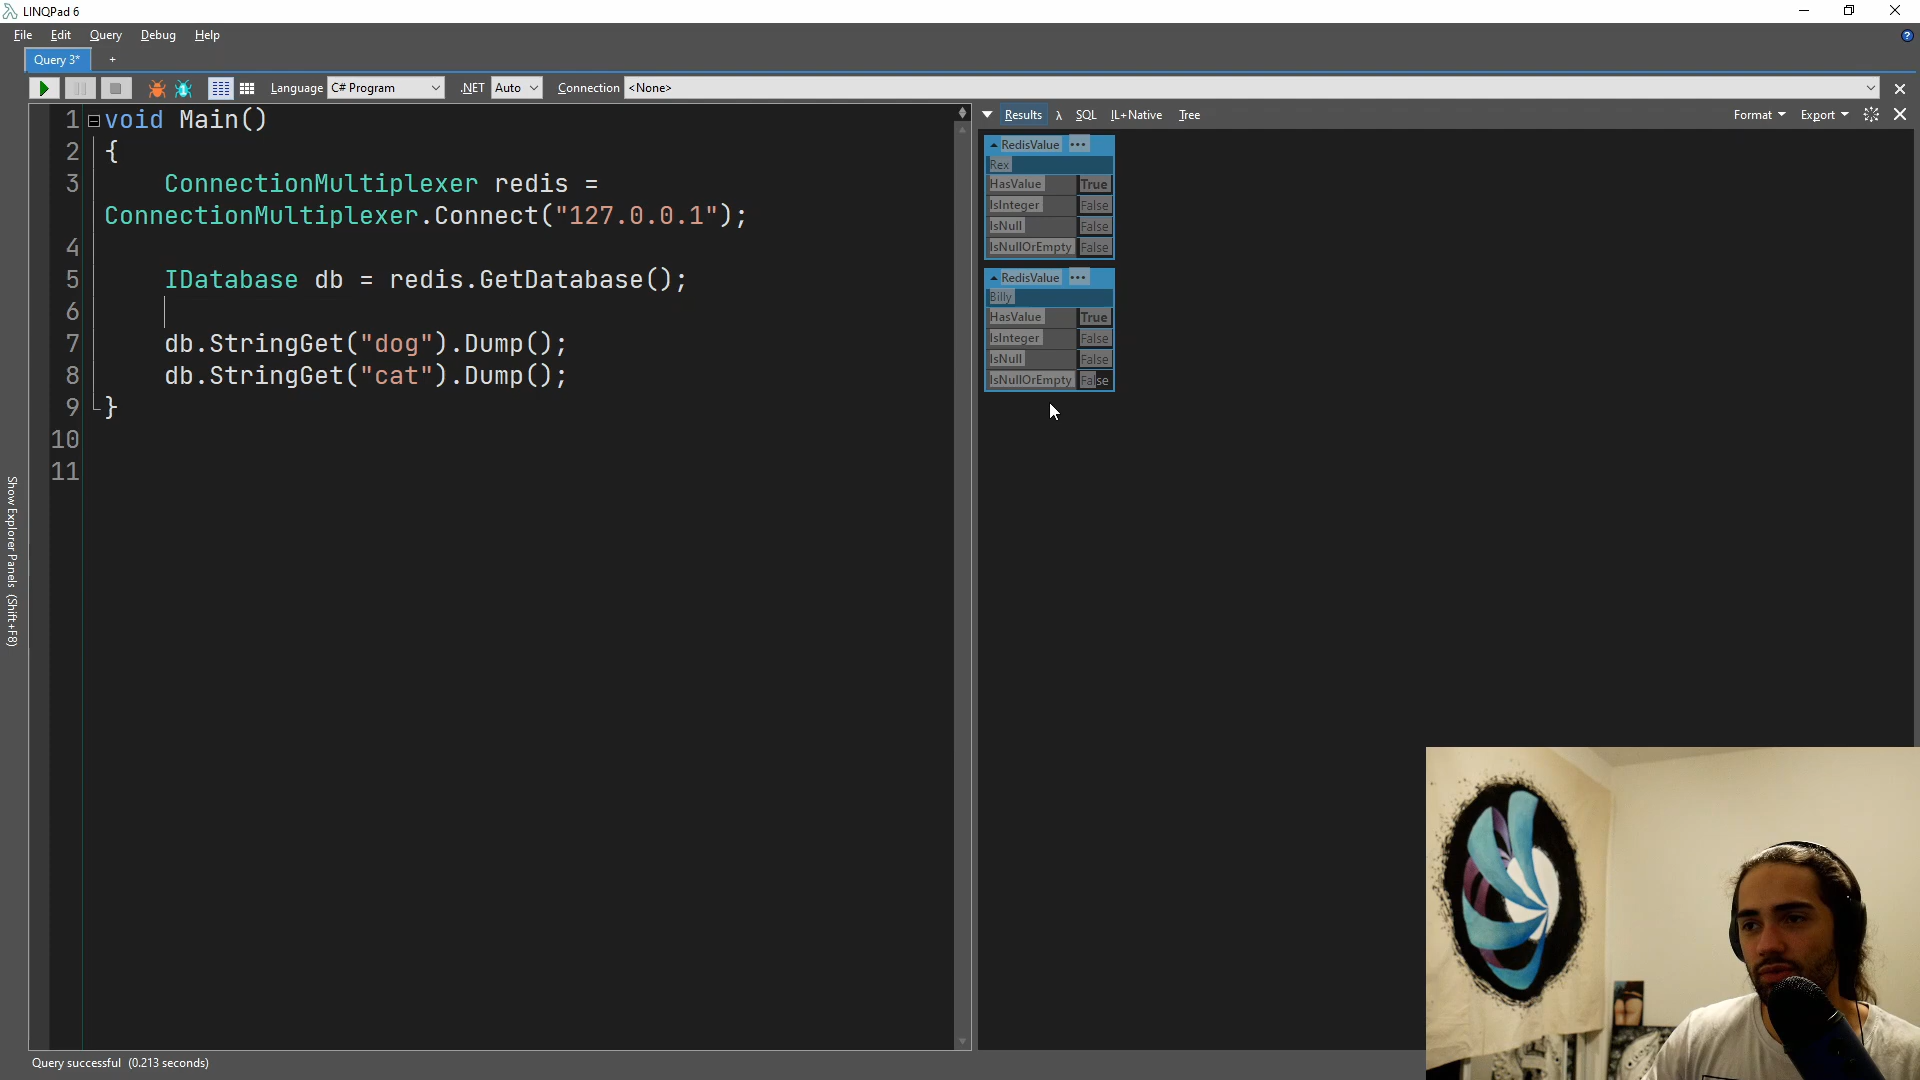 LINQPad 6
File Edit Query Debug Help
Query 3* +
Language C# Program .NET Auto Connection <None>
1 void Main()
2 {
3 ConnectionMultiplexer redis =
ConnectionMultiplexer.Connect("127.0.0.1");
4
5 IDatabase db = redis.GetDatabase();
6
7 db.StringGet("dog").Dump();
8 db.StringGet("cat").Dump();
9 }
10
11
Show Explorer Panels (Shift+F8)
Results λ SQL IL+Native Tree
Format Export
RedisValue
Rex
HasValue True
IsInteger False
IsNull False
IsNullOrEmpty False
RedisValue
Billy
HasValue True
IsInteger False
IsNull False
IsNullOrEmpty False
Query successful (0.213 seconds)